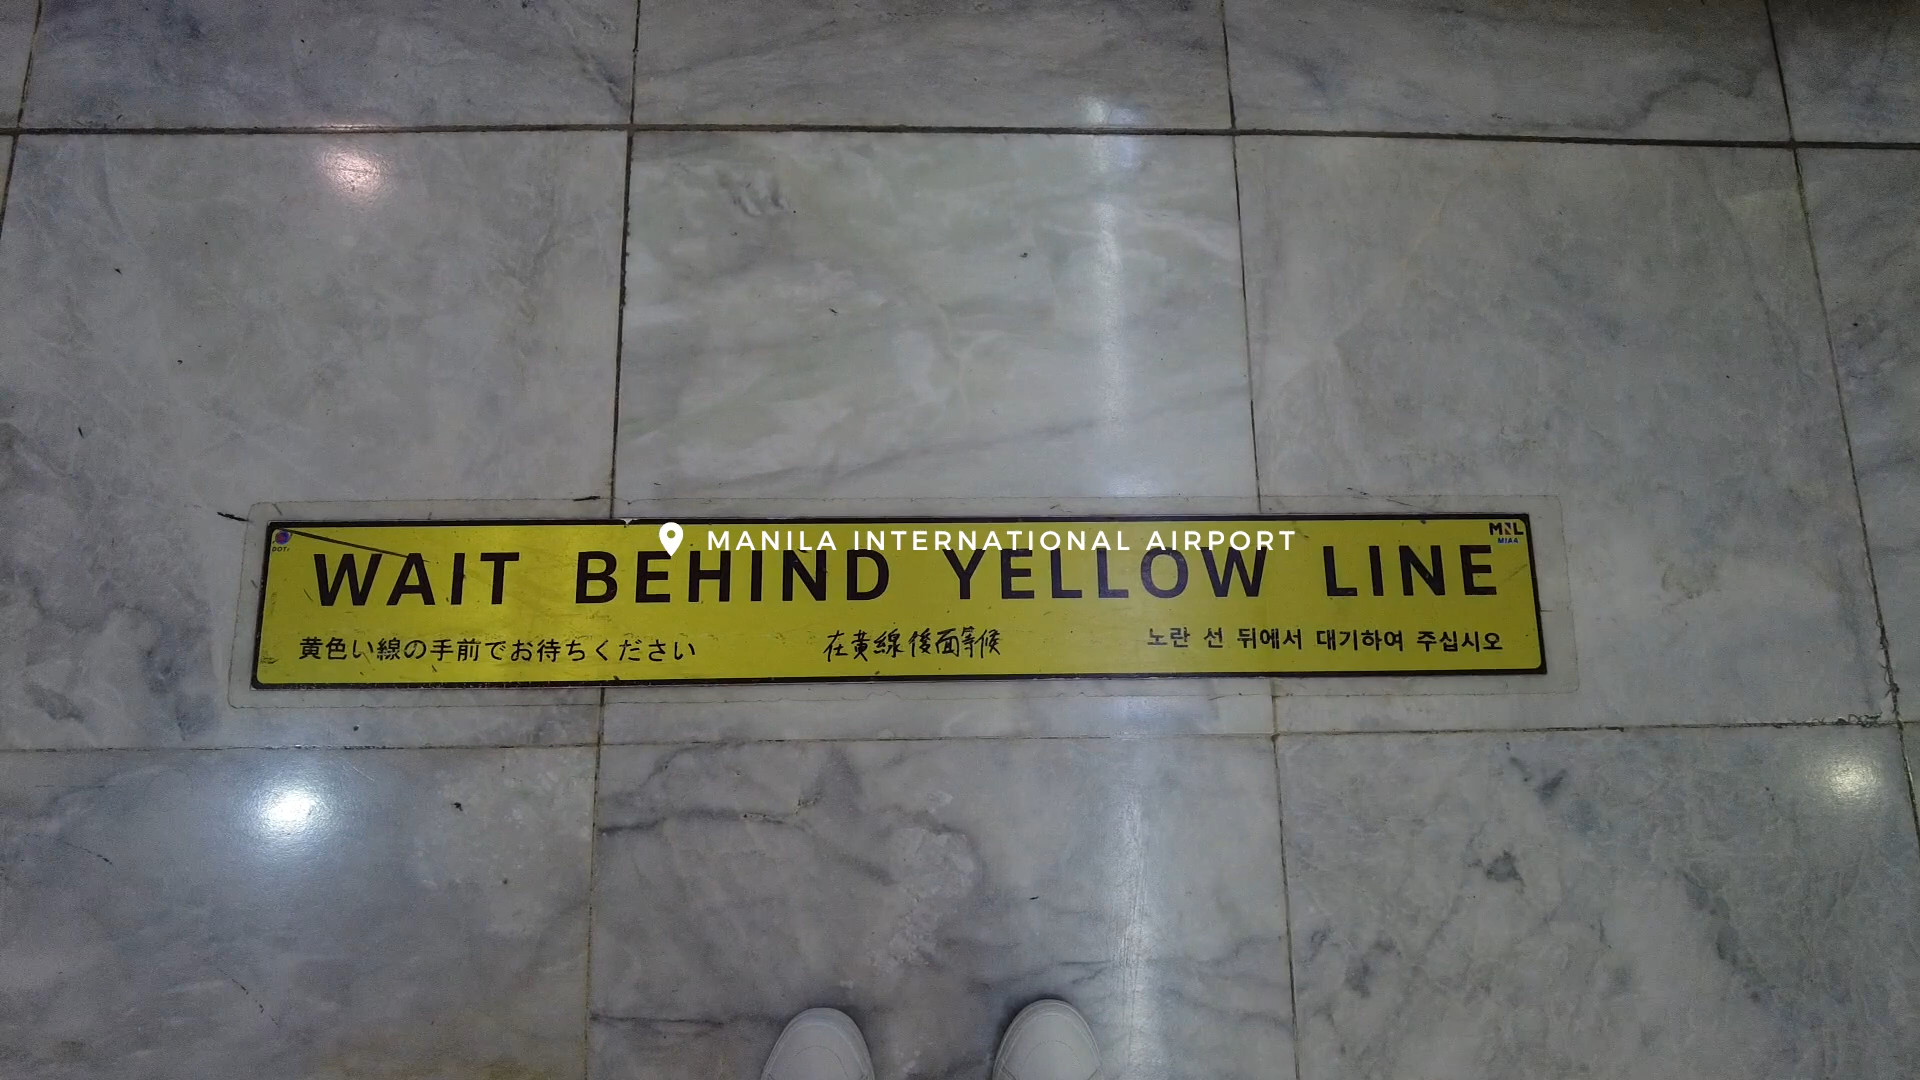 MANILA INTERNATIONAL AIRPORT
DOTr
MNL
MIAA
WAIT BEHIND YELLOW LINE
黄色い線の手前でお待ちください
在黃線後面等候
노란 선 뒤에서 대기하여 주십시오